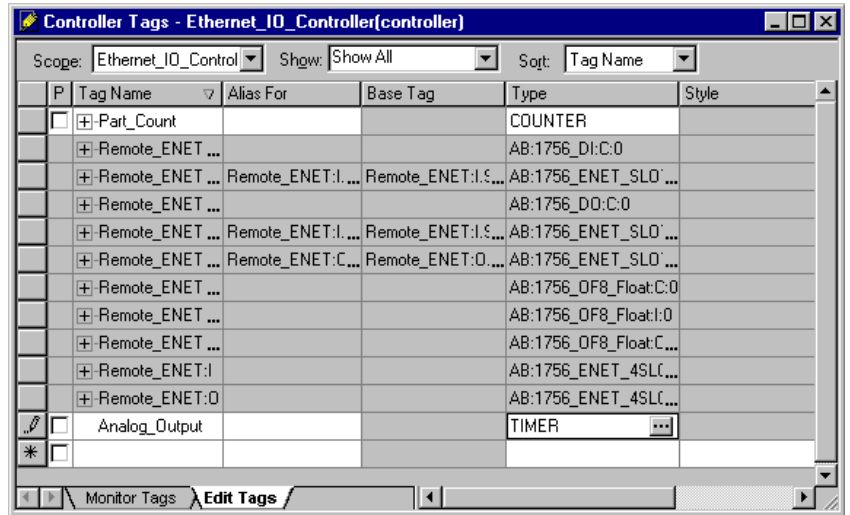 Controller Tags - Ethernet_IO_Controller(controller)
Scope: Ethernet_IO_Control Show: Show All Sort: Tag Name
P Tag Name Alias For Base Tag Type Style
Part_Count COUNTER
Remote_ENET ... AB:1756_DI:C:0
Remote_ENET ... Remote_ENET:I.... Remote_ENET:I.S... AB:1756_ENET_SLO...
Remote_ENET ... AB:1756_DO:C:0
Remote_ENET ... Remote_ENET:I.... Remote_ENET:I.S... AB:1756_ENET_SLO...
Remote_ENET ... Remote_ENET:O... Remote_ENET:O.... AB:1756_ENET_SLO...
Remote_ENET ... AB:1756_OF8_Float:C:0
Remote_ENET ... AB:1756_OF8_Float:I:0
Remote_ENET ... AB:1756_OF8_Float:O...
Remote_ENET:I AB:1756_ENET_4SLO...
Remote_ENET:O AB:1756_ENET_4SLO...
Analog_Output TIMER ...
Monitor Tags Edit Tags